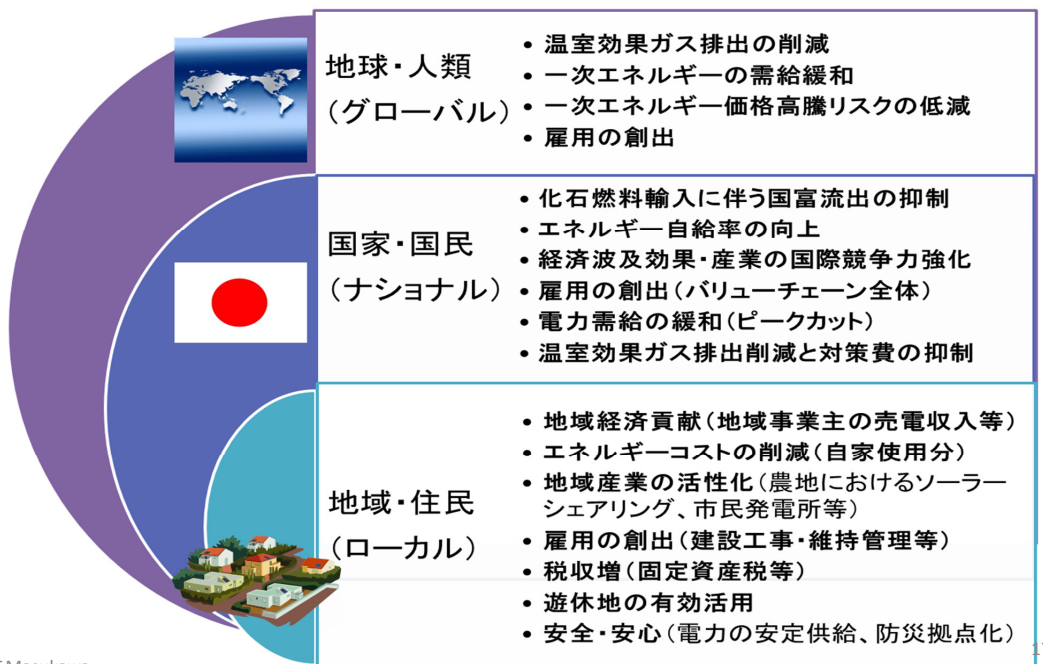 地球・人類
(グローバル)
• 温室効果ガス排出の削減
• 一次エネルギーの需給緩和
• 一次エネルギー価格高騰リスクの低減
• 雇用の創出
国家・国民
(ナショナル)
• 化石燃料輸入に伴う国富流出の抑制
• エネルギー自給率の向上
• 経済波及効果・産業の国際競争力強化
• 雇用の創出(バリューチェーン全体)
• 電力需給の緩和(ピークカット)
• 温室効果ガス排出削減と対策費の抑制
地域・住民
(ローカル)
• 地域経済貢献(地域事業主の売電収入等)
• エネルギーコストの削減(自家使用分)
• 地域産業の活性化(農地におけるソーラー
シェアリング、市民発電所等)
• 雇用の創出(建設工事・維持管理等)
• 税収増(固定資産税等)
• 遊休地の有効活用
• 安全・安心(電力の安定供給、防災拠点化)